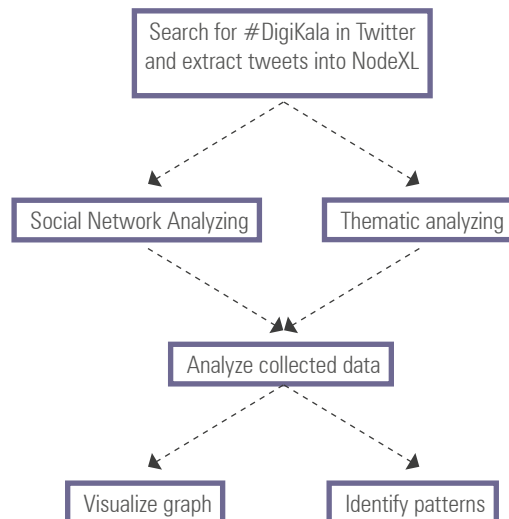 Search for #DigiKala in Twitter
and extract tweets into NodeXL
Social Network Analyzing
Thematic analyzing
Analyze collected data
Visualize graph
Identify patterns